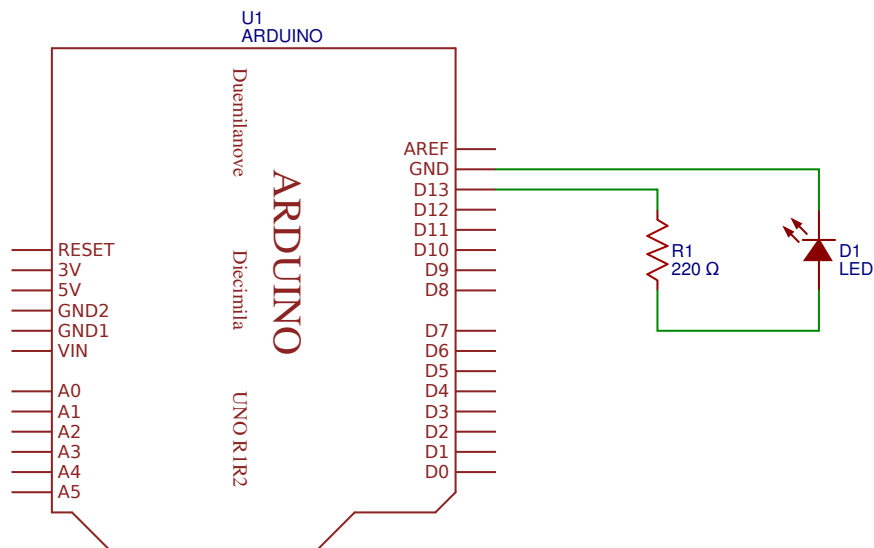 U1
ARDUINO
Duemilanove
ARDUINO
Diecimila
UNO R1R2
RESET
3V
5V
GND2
GND1
VIN
A0
A1
A2
A3
A4
A5
AREF
GND
D13
D12
D11
D10
D9
D8
D7
D6
D5
D4
D3
D2
D1
D0
R1
220 Ω
D1
LED